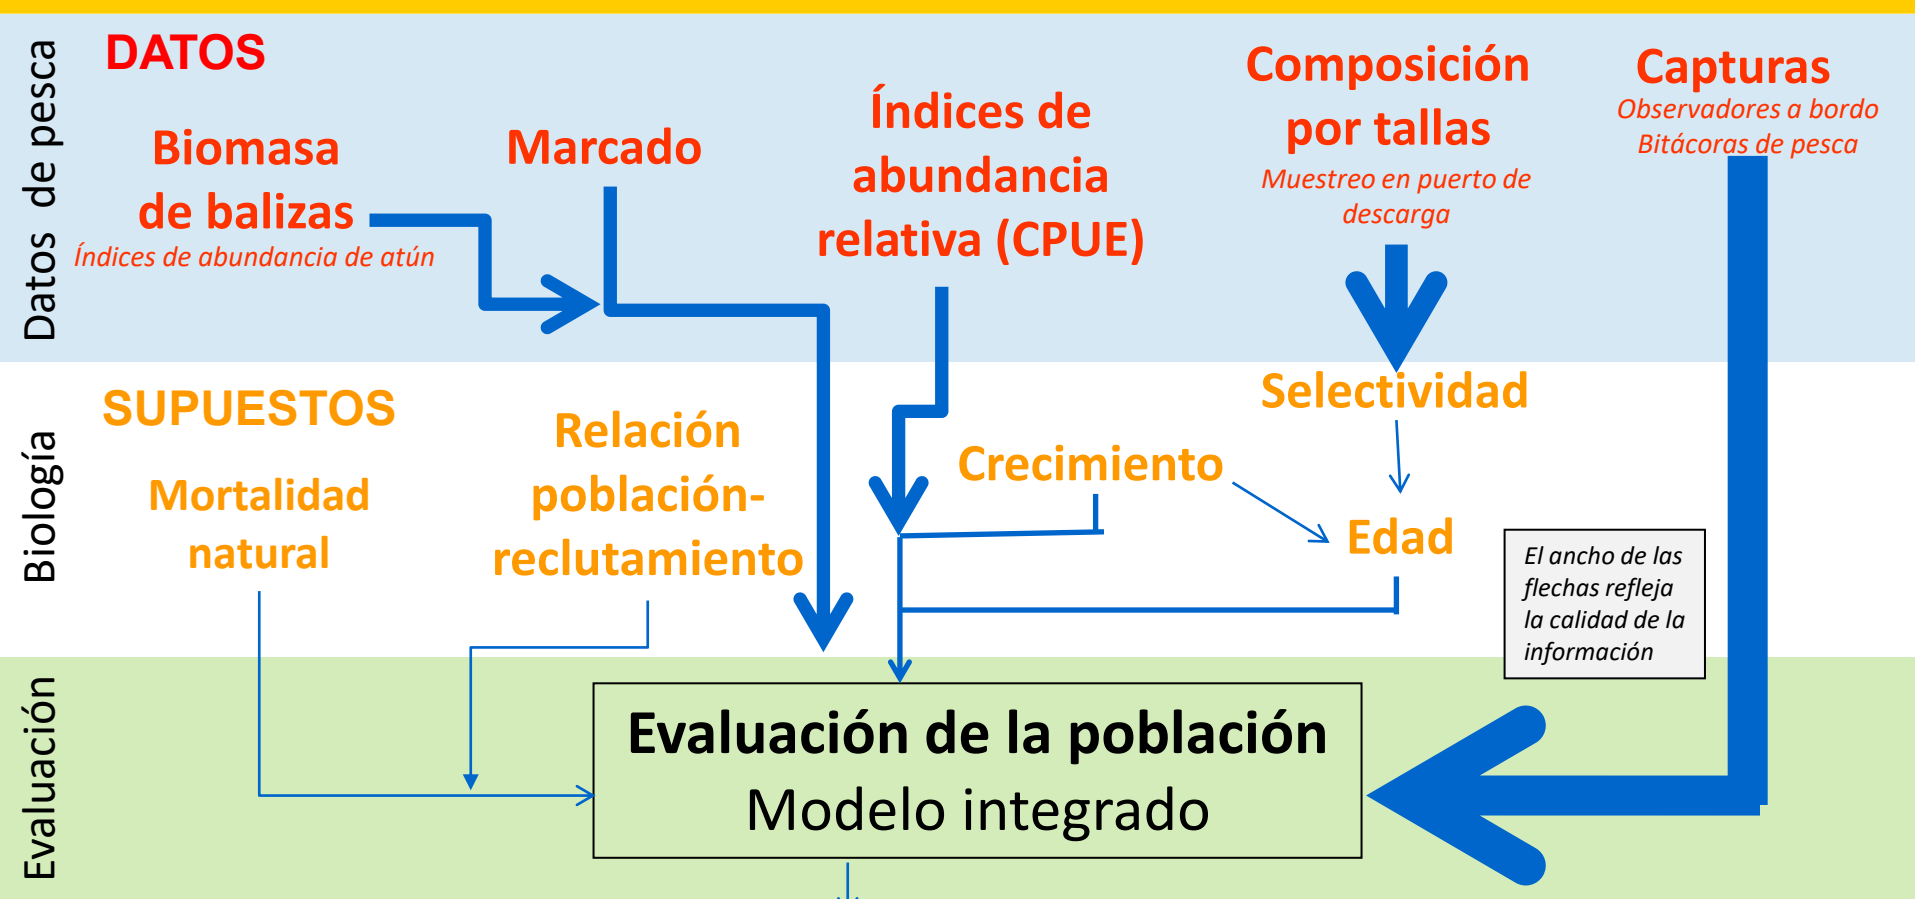 Datos de pesca
DATOS
Biomasa
de balizas
Índices de abundancia de atún
Marcado
Índices de
abundancia
relativa (CPUE)
Composición
por tallas
Muestreo en puerto de
descarga
Capturas
Observadores a bordo
Bitácoras de pesca
Biología
SUPUESTOS
Mortalidad
natural
Relación
población-
reclutamiento
Crecimiento
Selectividad
Edad
El ancho de las
flechas refleja
la calidad de la
información
Evaluación
Evaluación de la población
Modelo integrado